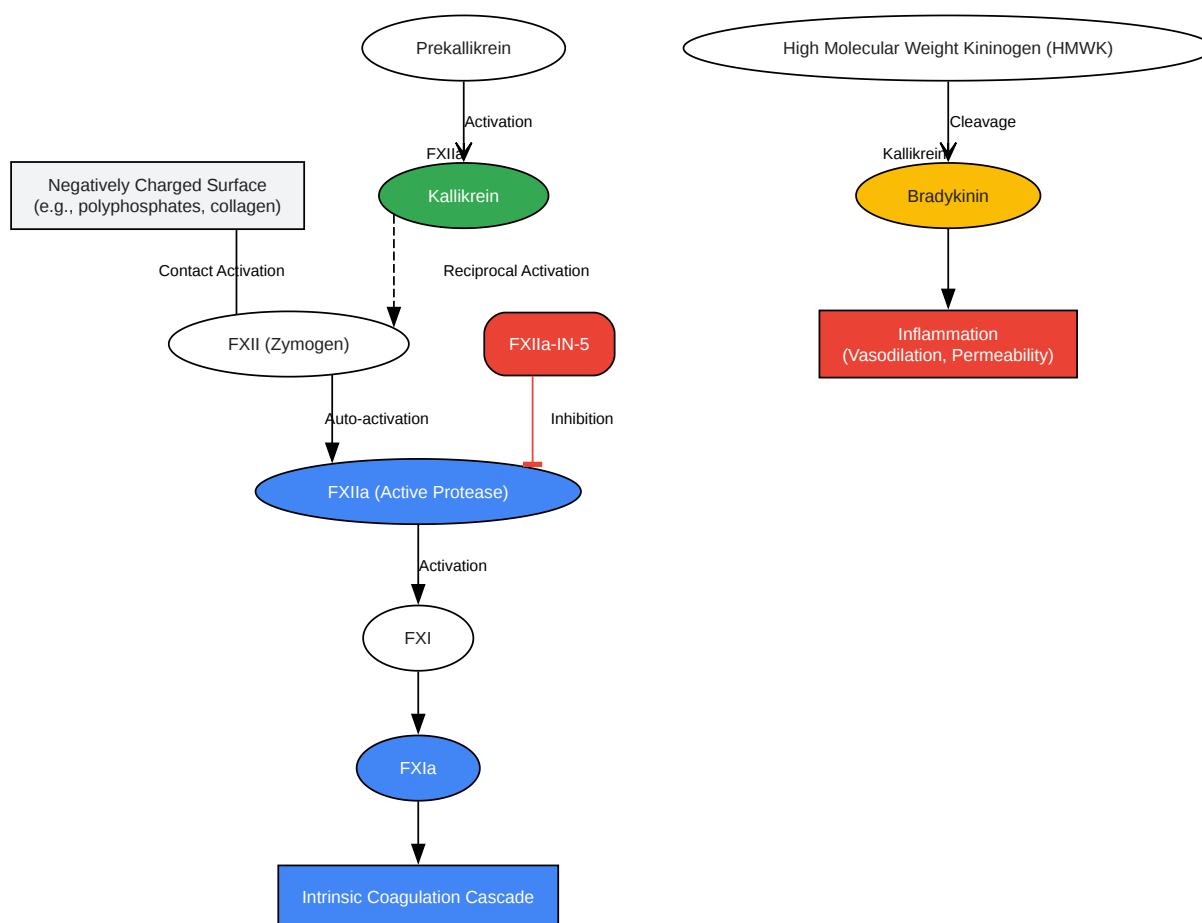 Prekallikrein
High Molecular Weight Kininogen (HMWK)
Activation
Cleavage
FXIIa
Kallikrein
Negatively Charged Surface
(e.g., polyphosphates, collagen)
Kallikrein
Bradykinin
Contact Activation
Reciprocal Activation
FXII (Zymogen)
FXIIa-IN-5
Inflammation
(Vasodilation, Permeability)
Auto-activation
Inhibition
FXIIa (Active Protease)
Activation
FXI
FXIa
Intrinsic Coagulation Cascade